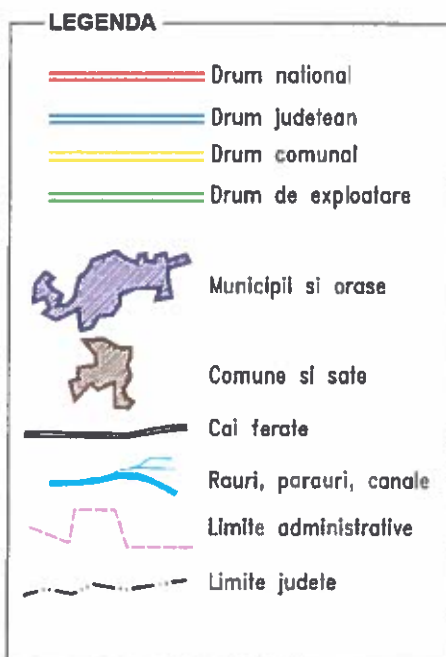 LEGENDA
Drum national
Drum judetean
Drum comunal
Drum de exploatare
Municipii si orase
Comune si sate
Cai ferate
Rauri, parauri, canale
Limite administrative
Limite judete